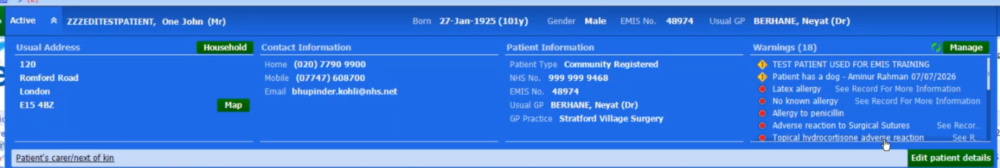 Active ZZZEDITESTPATIENT, One John (Mr) Born 27-Jan-1925 (101y) Gender Male EMIS No. 48974 Usual GP BERHANE, Neyat (Dr)
Usual Address Household
120
Romford Road
London
E15 4BZ Map
Contact Information
Home (020) 7790 9900
Mobile (07747) 608700
Email bhupinder.kohli@nhs.net
Patient Information
Patient Type Community Registered
NHS No. 999 999 9468
EMIS No. 48974
Usual GP BERHANE, Neyat (Dr)
GP Practice Stratford Village Surgery
Warnings (18) Manage
TEST PATIENT USED FOR EMIS TRAINING
Patient has a dog - Aminur Rahman 07/07/2026
Latex allergy See Record For More Information
No known allergy See Record For More Information
Allergy to penicillin
Adverse reaction to Surgical Sutures See Recor...
Topical hydrocortisone adverse reaction See R...
Patient's carer/next of kin Edit patient details